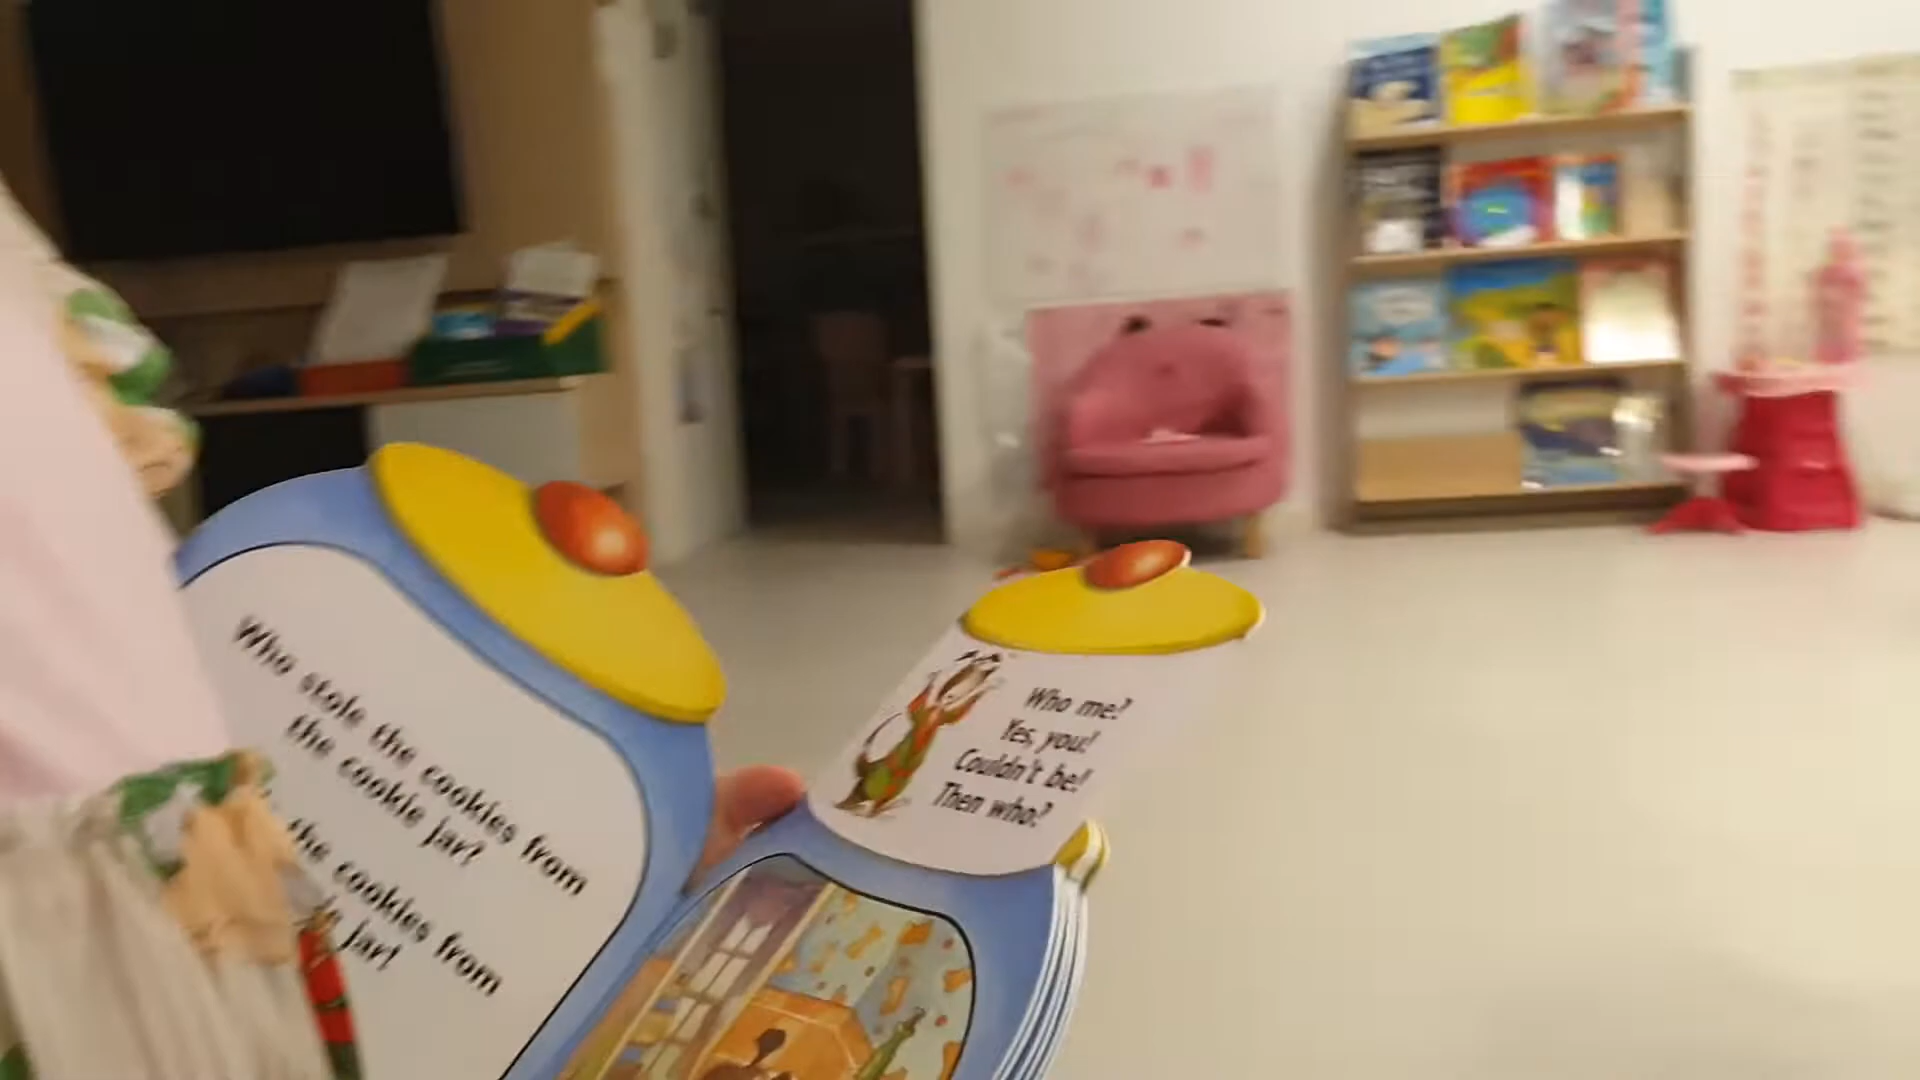 Who stole the cookies from
the cookie jar?
the cookies from
jar!
Who me?
Yes, you!
Couldn't be!
Then who?